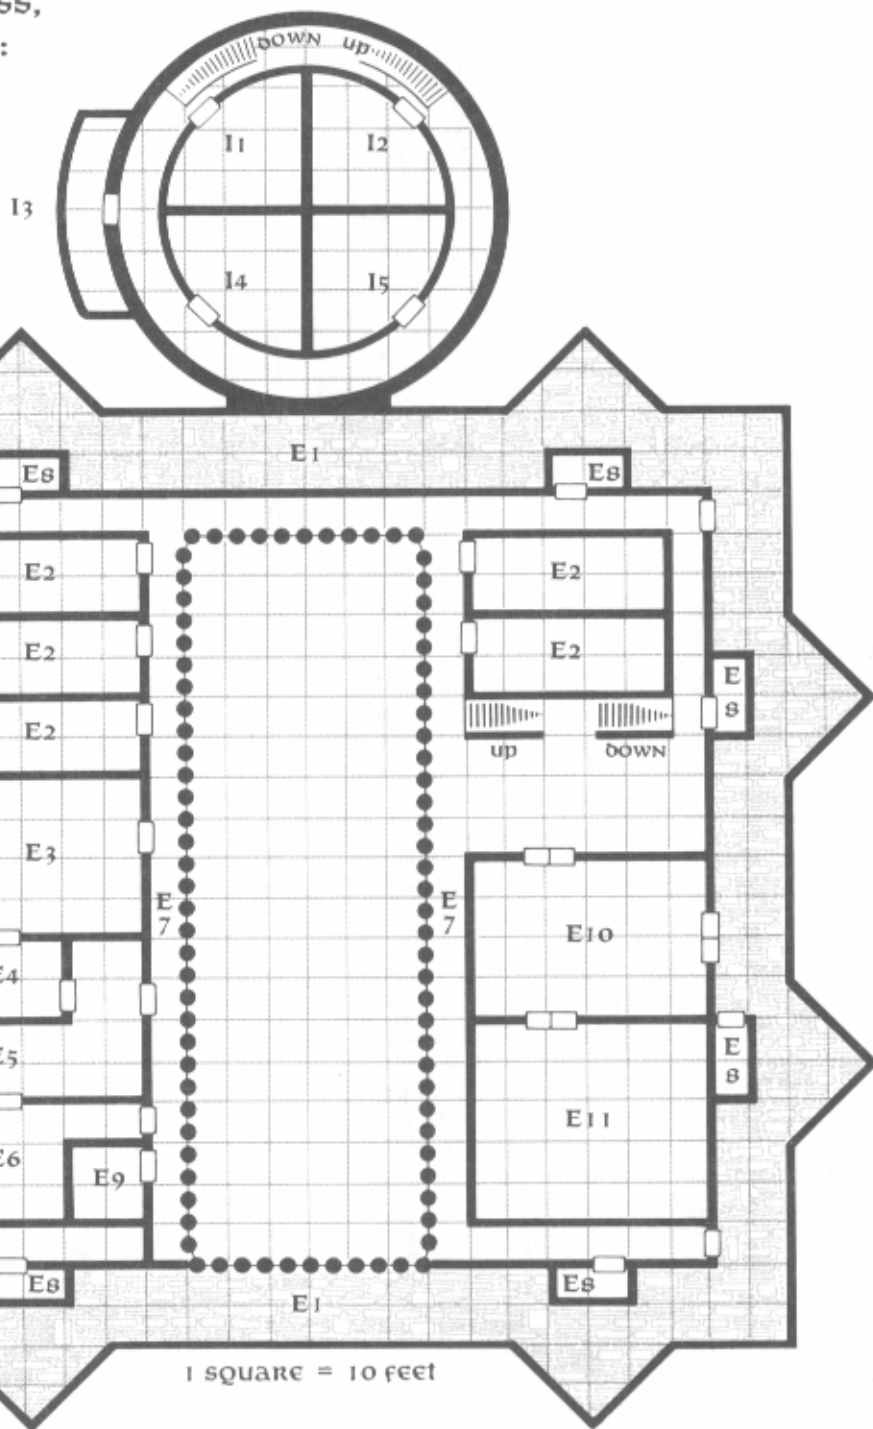 ss,
:
DOWN UP
I1 I2
I3
I4 I5
E1
E8 E8
E2 E2
E2 E2
E
8
E2
UP DOWN
E3
E
7
E
7
E10
E4
E5
E
8
E11
E6
E9
E8 E8
E1
1 SQUARE = 10 FEET